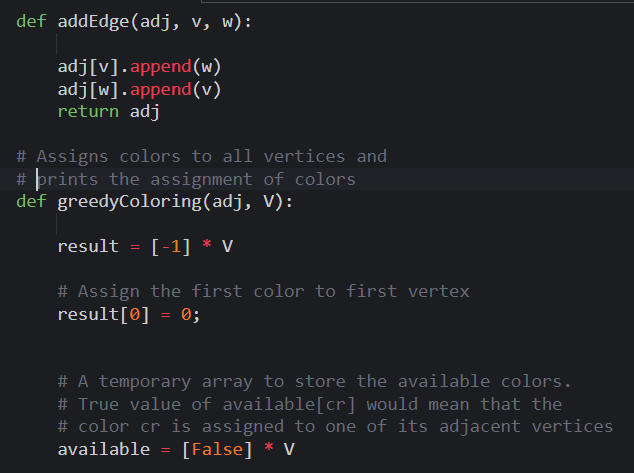 def addEdge(adj, v, w):
    adj[v].append(w)
    adj[w].append(v)
    return adj
# Assigns colors to all vertices and
# prints the assignment of colors
def greedyColoring(adj, V):
    result = [-1] * V
    # Assign the first color to first vertex
    result[0] = 0;
    # A temporary array to store the available colors.
    # True value of available[cr] would mean that the
    # color cr is assigned to one of its adjacent vertices
    available = [False] * V